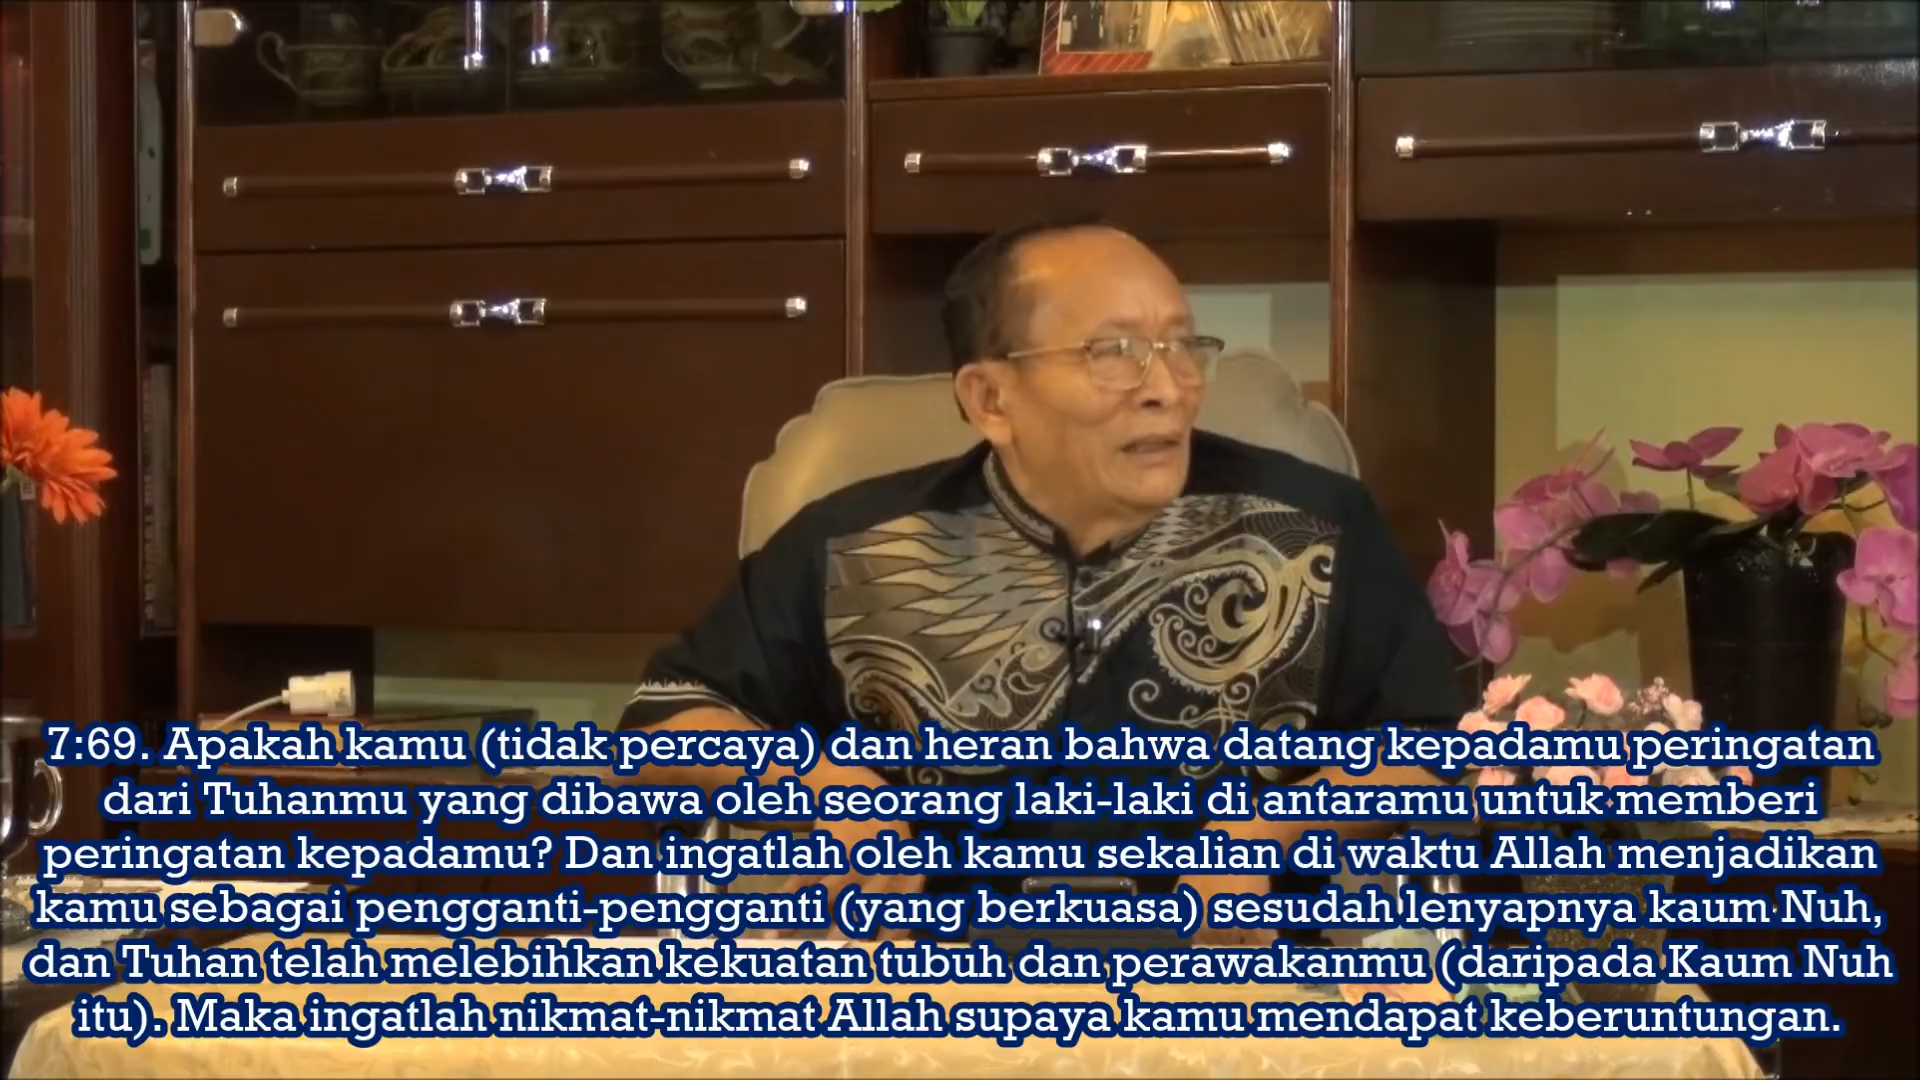 7:69. Apakah kamu (tidak percaya) dan heran bahwa datang kepadamu peringatan
dari Tuhanmu yang dibawa oleh seorang laki-laki di antaramu untuk memberi
peringatan kepadamu? Dan ingatlah oleh kamu sekalian di waktu Allah menjadikan
kamu sebagai pengganti-pengganti (yang berkuasa) sesudah lenyapnya kaum Nuh,
dan Tuhan telah melebihkan kekuatan tubuh dan perawakanmu (daripada Kaum Nuh
itu). Maka ingatlah nikmat-nikmat Allah supaya kamu mendapat keberuntungan.